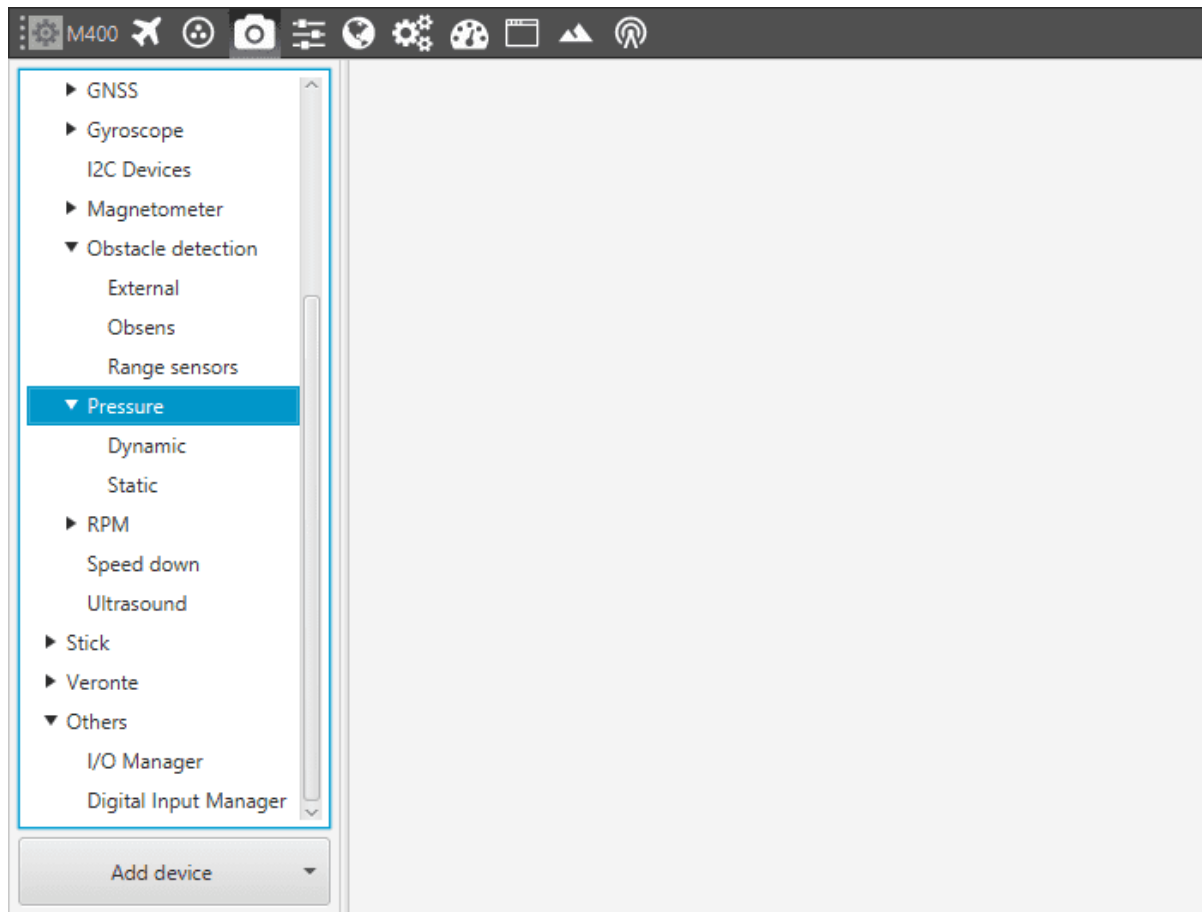 M400
GNSS
Gyroscope
I2C Devices
Magnetometer
Obstacle detection
External
Obsens
Range sensors
Pressure
Dynamic
Static
RPM
Speed down
Ultrasound
Stick
Veronte
Others
I/O Manager
Digital Input Manager
Add device